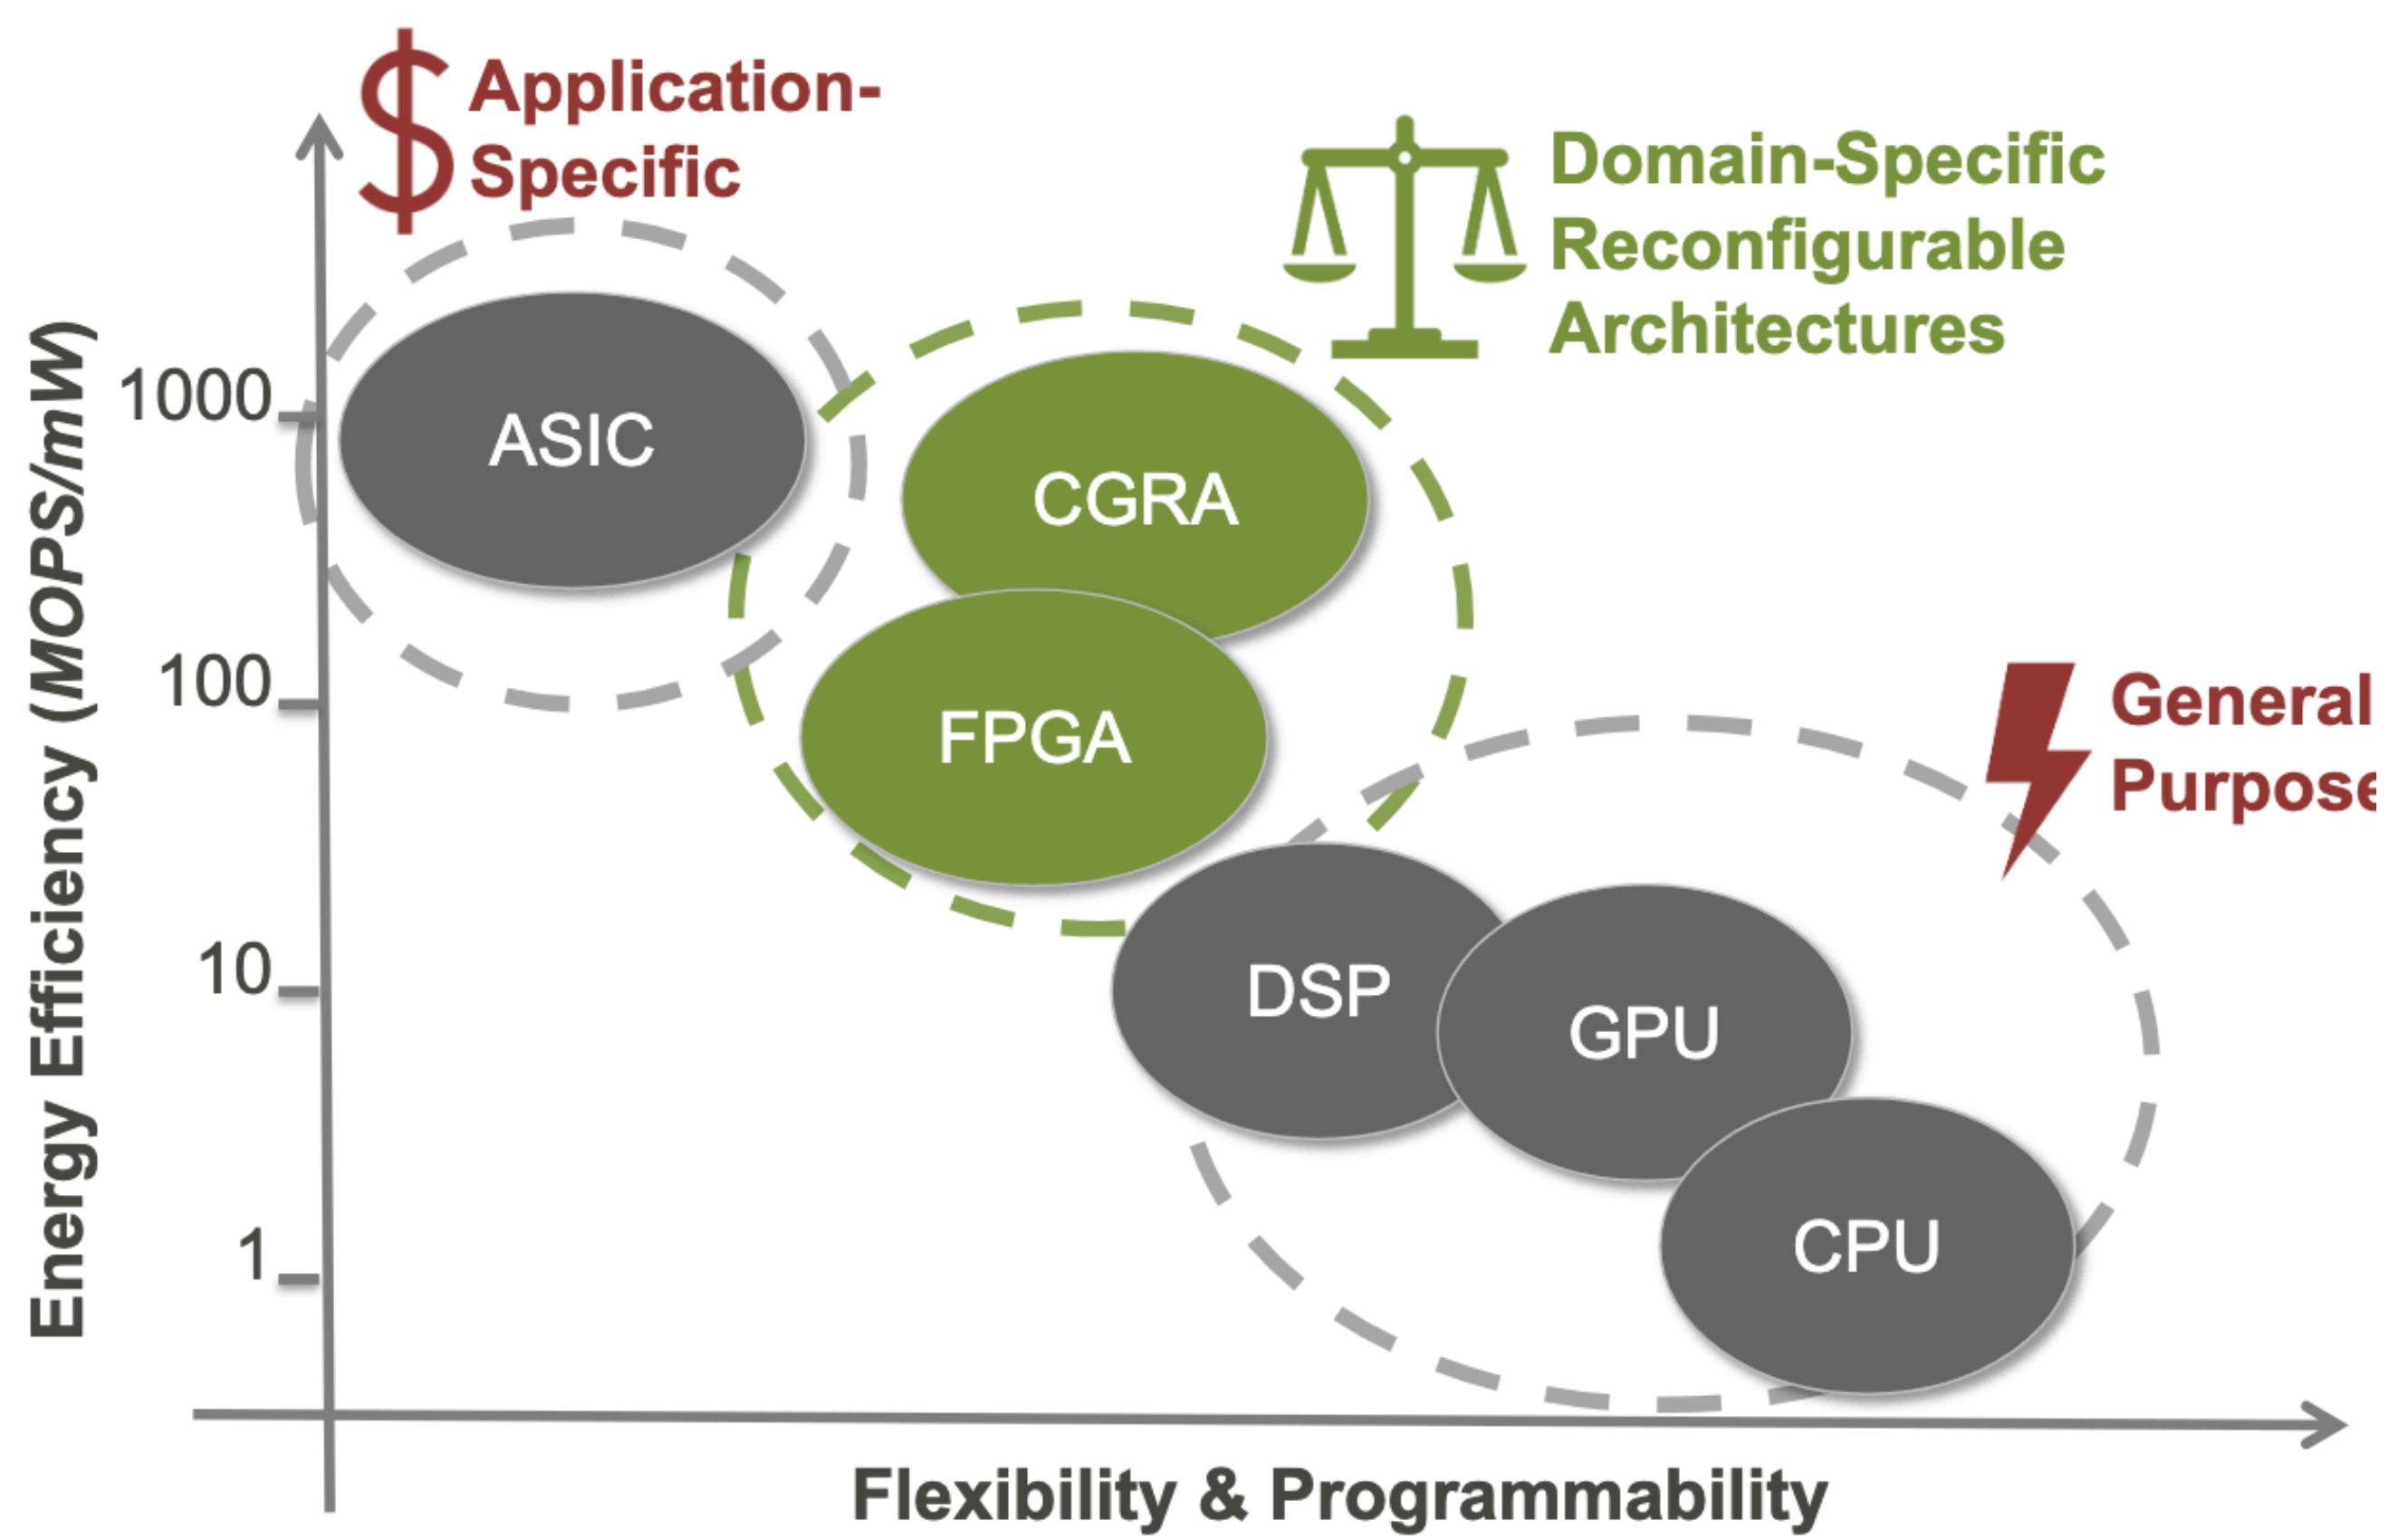 $ Application-
Specific
Domain-Specific
Reconfigurable
Architectures
Energy Efficiency (MOPS/mW)
1000
100
10
1
ASIC
CGRA
FPGA
General
Purpose
DSP
GPU
CPU
Flexibility & Programmability